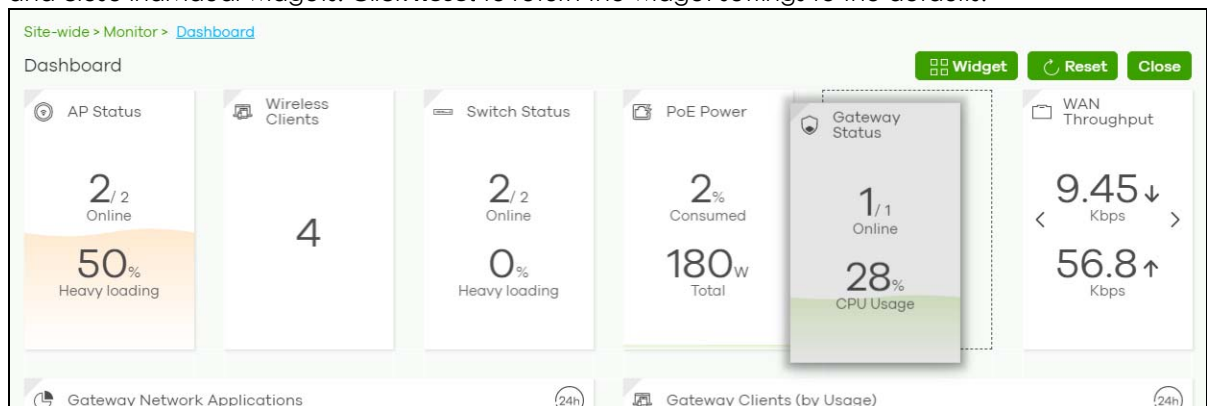 and close individual widgets. Click Reset to return the widget settings to the defaults.
Site-wide > Monitor > Dashboard
Dashboard
Widget
Reset
Close
AP Status
2/ 2
Online
50%
Heavy loading
Wireless
Clients
4
Switch Status
2/ 2
Online
0%
Heavy loading
PoE Power
2%
Consumed
180W
Total
Gateway
Status
1/ 1
Online
28%
CPU Usage
WAN
Throughput
9.45
Kbps
56.8
Kbps
Gateway Network Applications
24h
Gateway Clients (by Usage)
24h